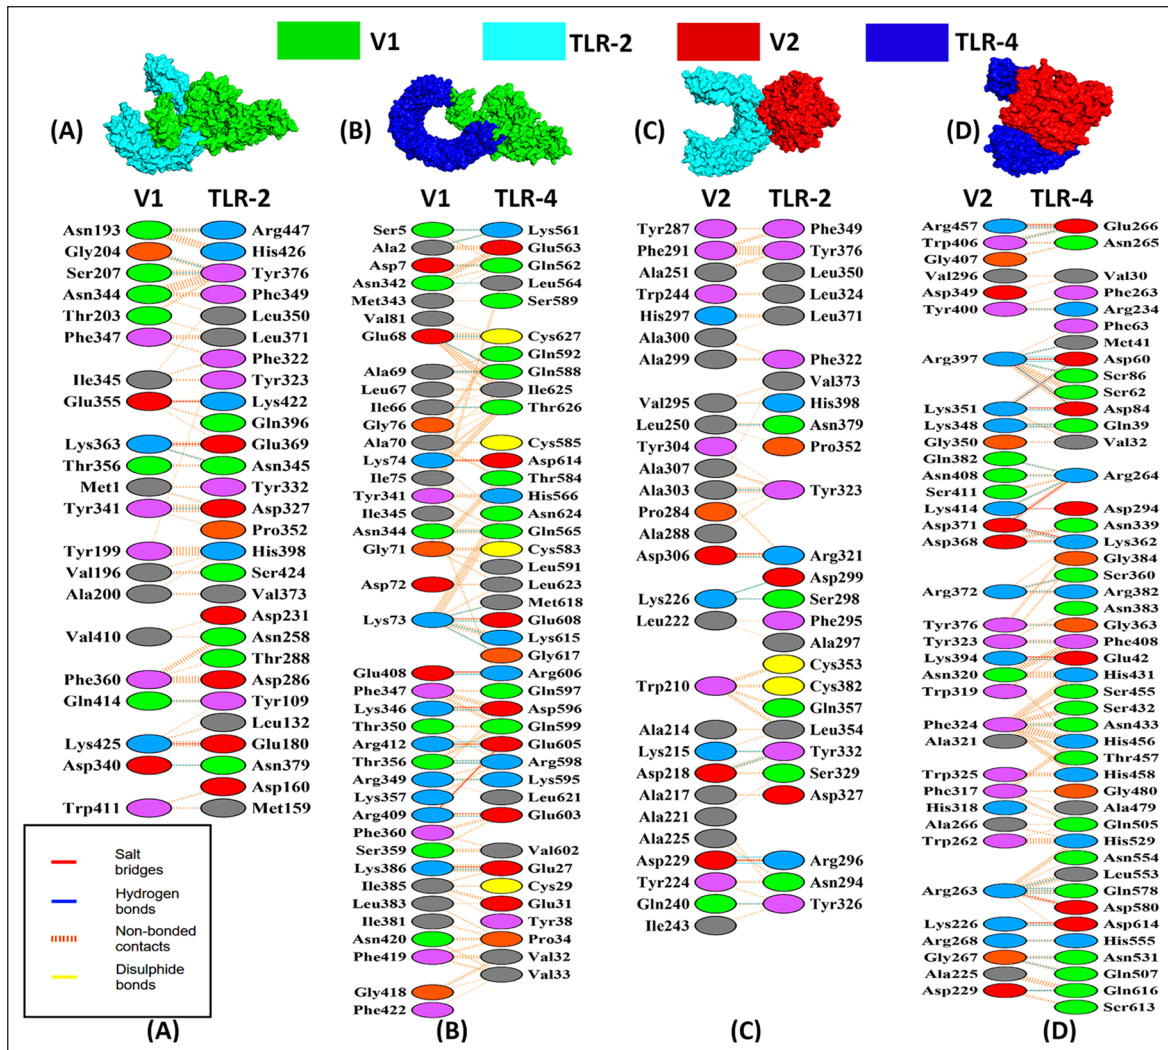 V1
TLR-2
V2
TLR-4
(A)
(B)
(C)
(D)
V1 TLR-2
Asn193
Gly204
Ser207
Asn344
Thr203
Phe347
Ile345
Glu355
Lys363
Thr356
Met1
Tyr341
Tyr199
Val196
Ala200
Val410
Phe360
Gln414
Lys425
Asp340
Trp411
Arg447
His426
Tyr376
Phe349
Leu350
Leu371
Phe322
Tyr323
Lys422
Gln396
Glu369
Asn345
Tyr332
Asp327
Pro352
His398
Ser424
Val373
Asp231
Asn258
Thr288
Asp286
Tyr109
Leu132
Glu180
Asn379
Asp160
Met159
V1 TLR-4
Ser5
Ala2
Asp7
Asn342
Met343
Val81
Glu68
Ala69
Leu67
Ile66
Gly76
Ala70
Lys74
Ile75
Tyr341
Ile345
Asn344
Gly71
Asp72
Lys73
Glu408
Phe347
Lys346
Thr350
Arg412
Thr356
Arg349
Lys357
Arg409
Phe360
Ser359
Lys386
Ile385
Leu383
Ile381
Asn420
Phe419
Gly418
Phe422
Lys561
Glu563
Gln562
Leu564
Ser589
Cys627
Gln592
Gln588
Ile625
Thr626
Cys585
Asp614
Thr584
His566
Asn624
Gln565
Cys583
Leu591
Leu623
Met618
Glu608
Lys615
Gly617
Arg606
Gln597
Asp596
Gln599
Glu605
Arg598
Lys595
Leu621
Glu603
Val602
Glu27
Cys29
Glu31
Tyr38
Pro34
Val32
Val33
V2 TLR-2
Tyr287
Phe291
Ala251
Trp244
His297
Ala300
Ala299
Val295
Leu250
Tyr304
Ala307
Ala303
Pro284
Ala288
Asp306
Lys226
Leu222
Trp210
Ala214
Lys215
Asp218
Ala217
Ala221
Ala225
Asp229
Tyr224
Gln240
Ile243
Phe349
Tyr376
Leu350
Leu324
Leu371
Phe322
Val373
His398
Asn379
Pro352
Tyr323
Arg321
Asp299
Ser298
Phe295
Ala297
Cys353
Cys382
Gln357
Leu354
Tyr332
Ser329
Asp327
Arg296
Asn294
Tyr326
V2 TLR-4
Arg457
Trp406
Gly407
Val296
Asp349
Tyr400
Arg397
Lys351
Lys348
Gly350
Gln382
Asn408
Ser411
Lys414
Asp371
Asp368
Arg372
Tyr376
Tyr323
Lys394
Asn320
Trp319
Phe324
Ala321
Trp325
Phe317
His318
Ala266
Trp262
Arg263
Lys226
Arg268
Gly267
Ala225
Asp229
Glu266
Asn265
Val30
Phe263
Arg234
Phe63
Met41
Asp60
Ser86
Ser62
Asp84
Gln39
Val32
Arg264
Asp294
Asn339
Lys362
Gly384
Ser360
Arg382
Asn383
Gly363
Phe408
Glu42
His431
Ser455
Ser432
Asn433
His456
Thr457
His458
Gly480
Ala479
Gln505
His529
Asn554
Leu553
Gln578
Asp580
Asp614
His555
Asn531
Gln507
Gln616
Ser613
Salt
bridges
Hydrogen
bonds
Non-bonded
contacts
Disulphide
bonds
(A)
(B)
(C)
(D)